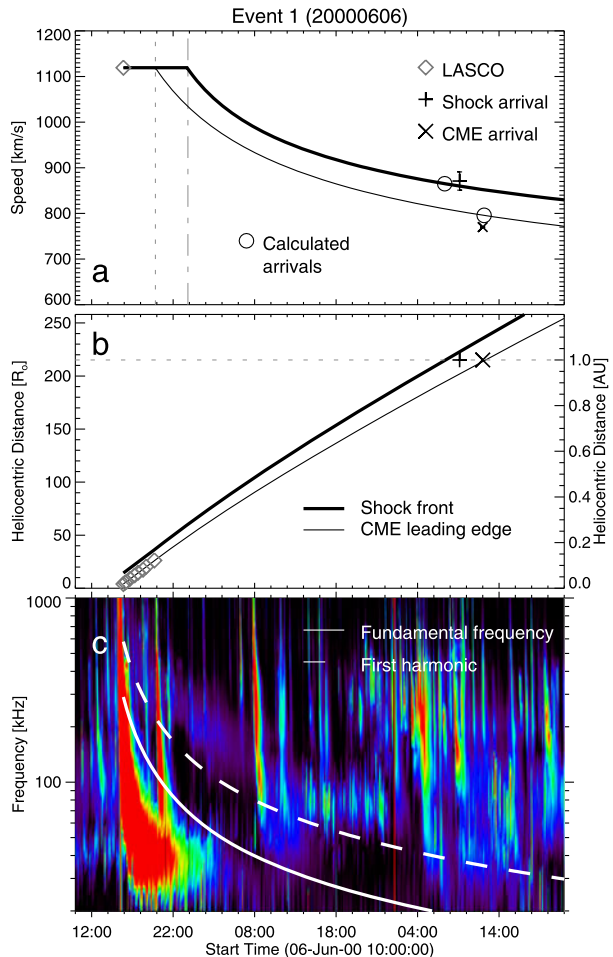 Event 1 (20000606)
1200
1100
1000
900
800
700
600
Speed [km/s]
LASCO
Shock arrival
CME arrival
Calculated
arrivals
a
250
200
150
100
50
0
Heliocentric Distance [R₀]
b
1.0
0.8
0.6
0.4
0.2
0.0
Heliocentric Distance [AU]
Shock front
CME leading edge
1000
100
Frequency [kHz]
c
Fundamental frequency
First harmonic
12:00 22:00 08:00 18:00 04:00 14:00
Start Time (06-Jun-00 10:00:00)